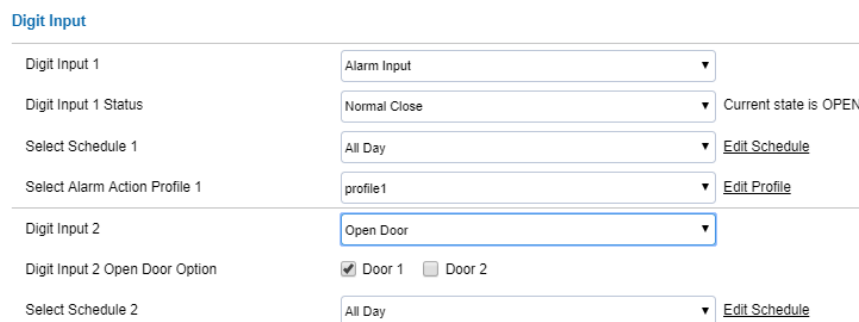 Digit Input
Digit Input 1 Alarm Input
Digit Input 1 Status Normal Close Current state is OPEN
Select Schedule 1 All Day Edit Schedule
Select Alarm Action Profile 1 profile1 Edit Profile
Digit Input 2 Open Door
Digit Input 2 Open Door Option Door 1 Door 2
Select Schedule 2 All Day Edit Schedule